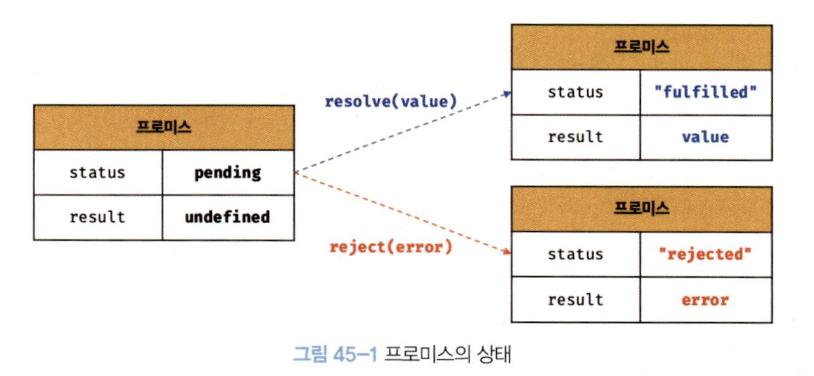 프로미스
status pending
result undefined
resolve(value)
reject(error)
프로미스
status "fulfilled"
result value
프로미스
status "rejected"
result error
그림 45-1 프로미스의 상태